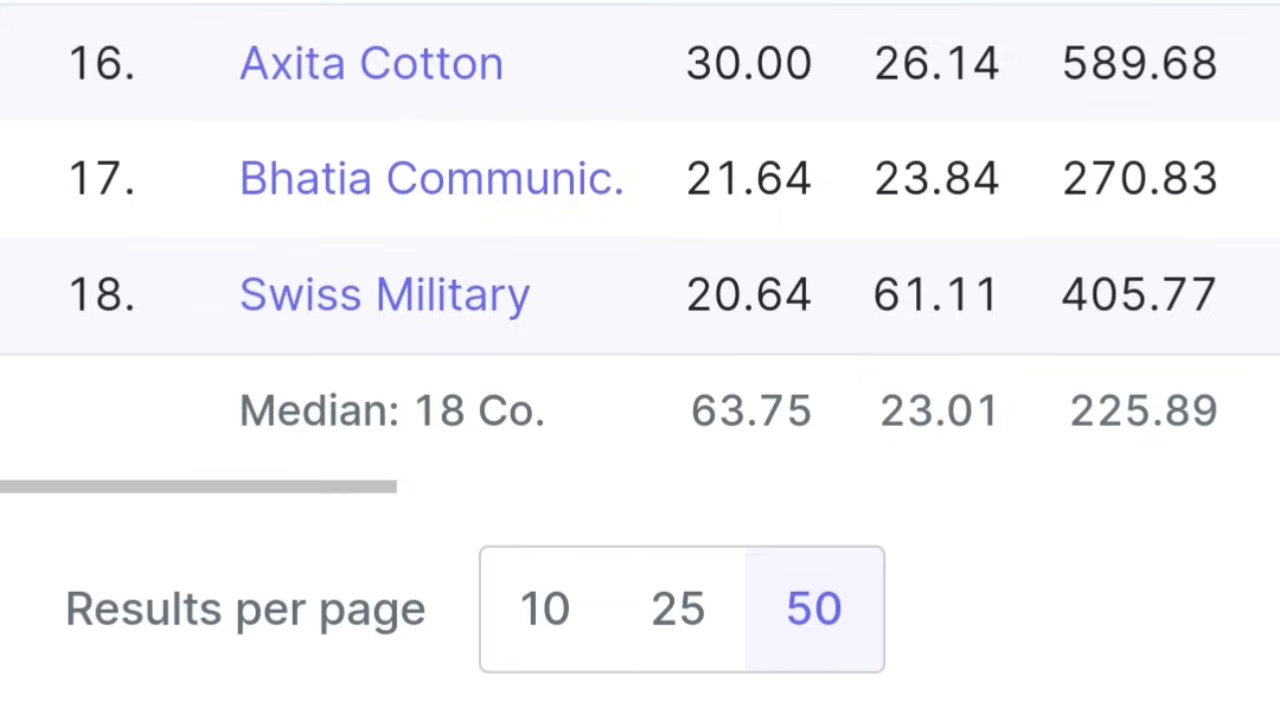 16. Axita Cotton 30.00 26.14 589.68
17. Bhatia Communic. 21.64 23.84 270.83
18. Swiss Military 20.64 61.11 405.77
Median: 18 Co. 63.75 23.01 225.89
Results per page 10 25 50